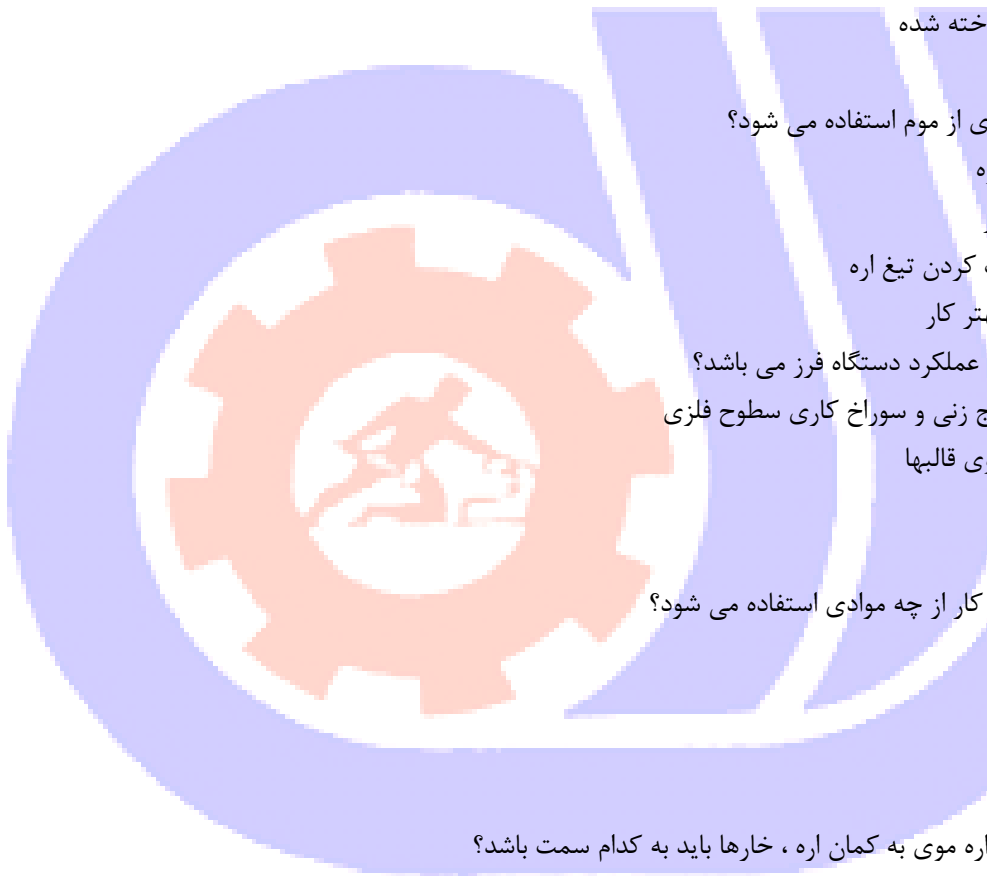 خته شده
ی از موم استفاده می شود؟
ه
کردن تیغ اره
هتر کار
عملکرد دستگاه فرز می باشد؟
چ زنی و سوراخ کاری سطوح فلزی
وی قالبها
کار از چه موادی استفاده می شود؟
اره موی به کمان اره ، خارها باید به کدام سمت باشد؟